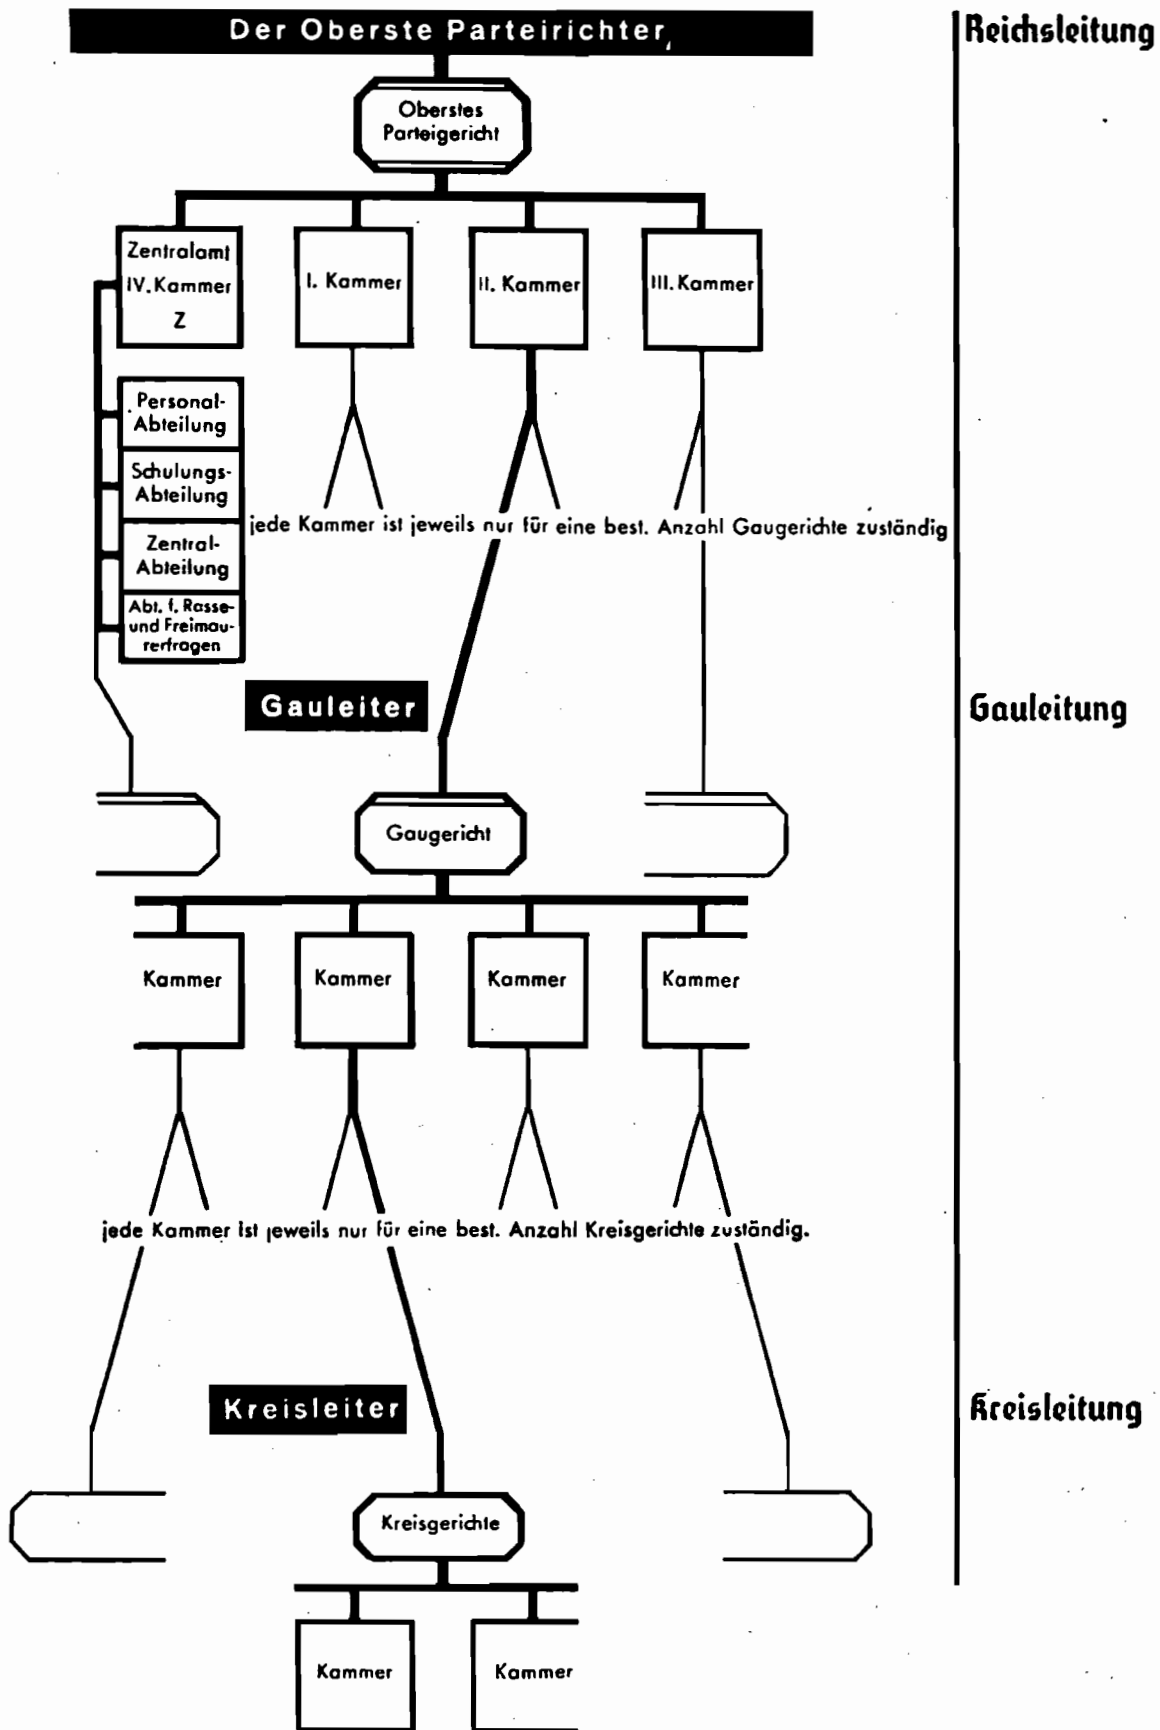 Der Oberste Parteirichter,
Reichsleitung
Oberstes
Parteigericht
Zentralamt
IV. Kammer
Z
I. Kammer
II. Kammer
III. Kammer
Personal-
Abteilung
Schulungs-
Abteilung
Zentral-
Abteilung
Abt. f. Rasse-
und Freimau-
rerfragen
jede Kammer ist jeweils nur für eine best. Anzahl Gaugerichte zuständig
Gauleiter
Gauleitung
Gaugericht
Kammer
Kammer
Kammer
Kammer
jede Kammer ist jeweils nur für eine best. Anzahl Kreisgerichte zuständig.
Kreisleiter
Kreisleitung
Kreisgerichte
Kammer
Kammer